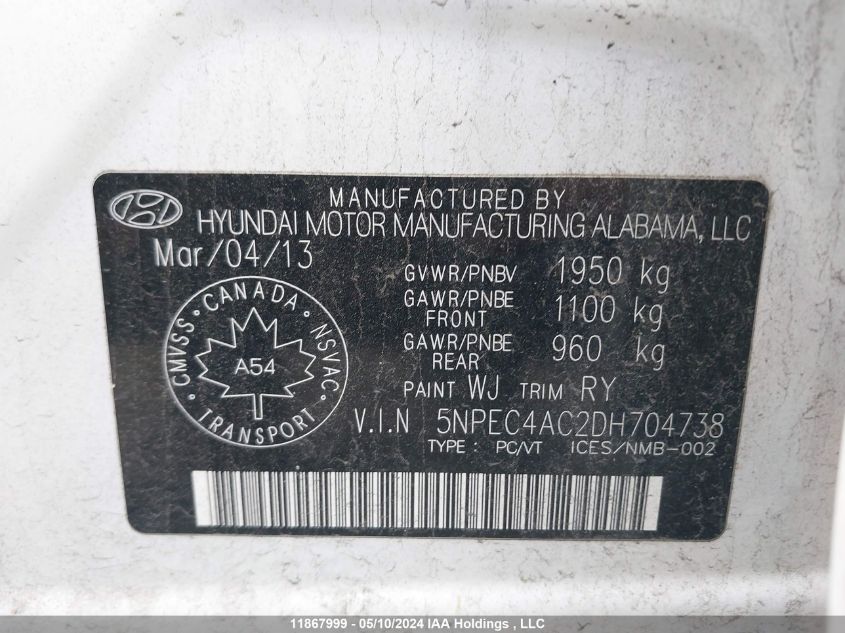 MANUFACTURED BY
HYUNDAI MOTOR MANUFACTURING ALABAMA, LLC
Mar/04/13
GVWR/PNBV 1950 kg
GAWR/PNBE FRONT 1100 kg
GAWR/PNBE REAR 960 kg
PAINT WJ TRIM RY
CMVSS CANADA NSVAC
A54
TRANSPORT
V.I.N 5NPEC4AC2DH704738
TYPE: PC/VT ICES/NMB-002
11867999 - 05/10/2024 IAA Holdings , LLC